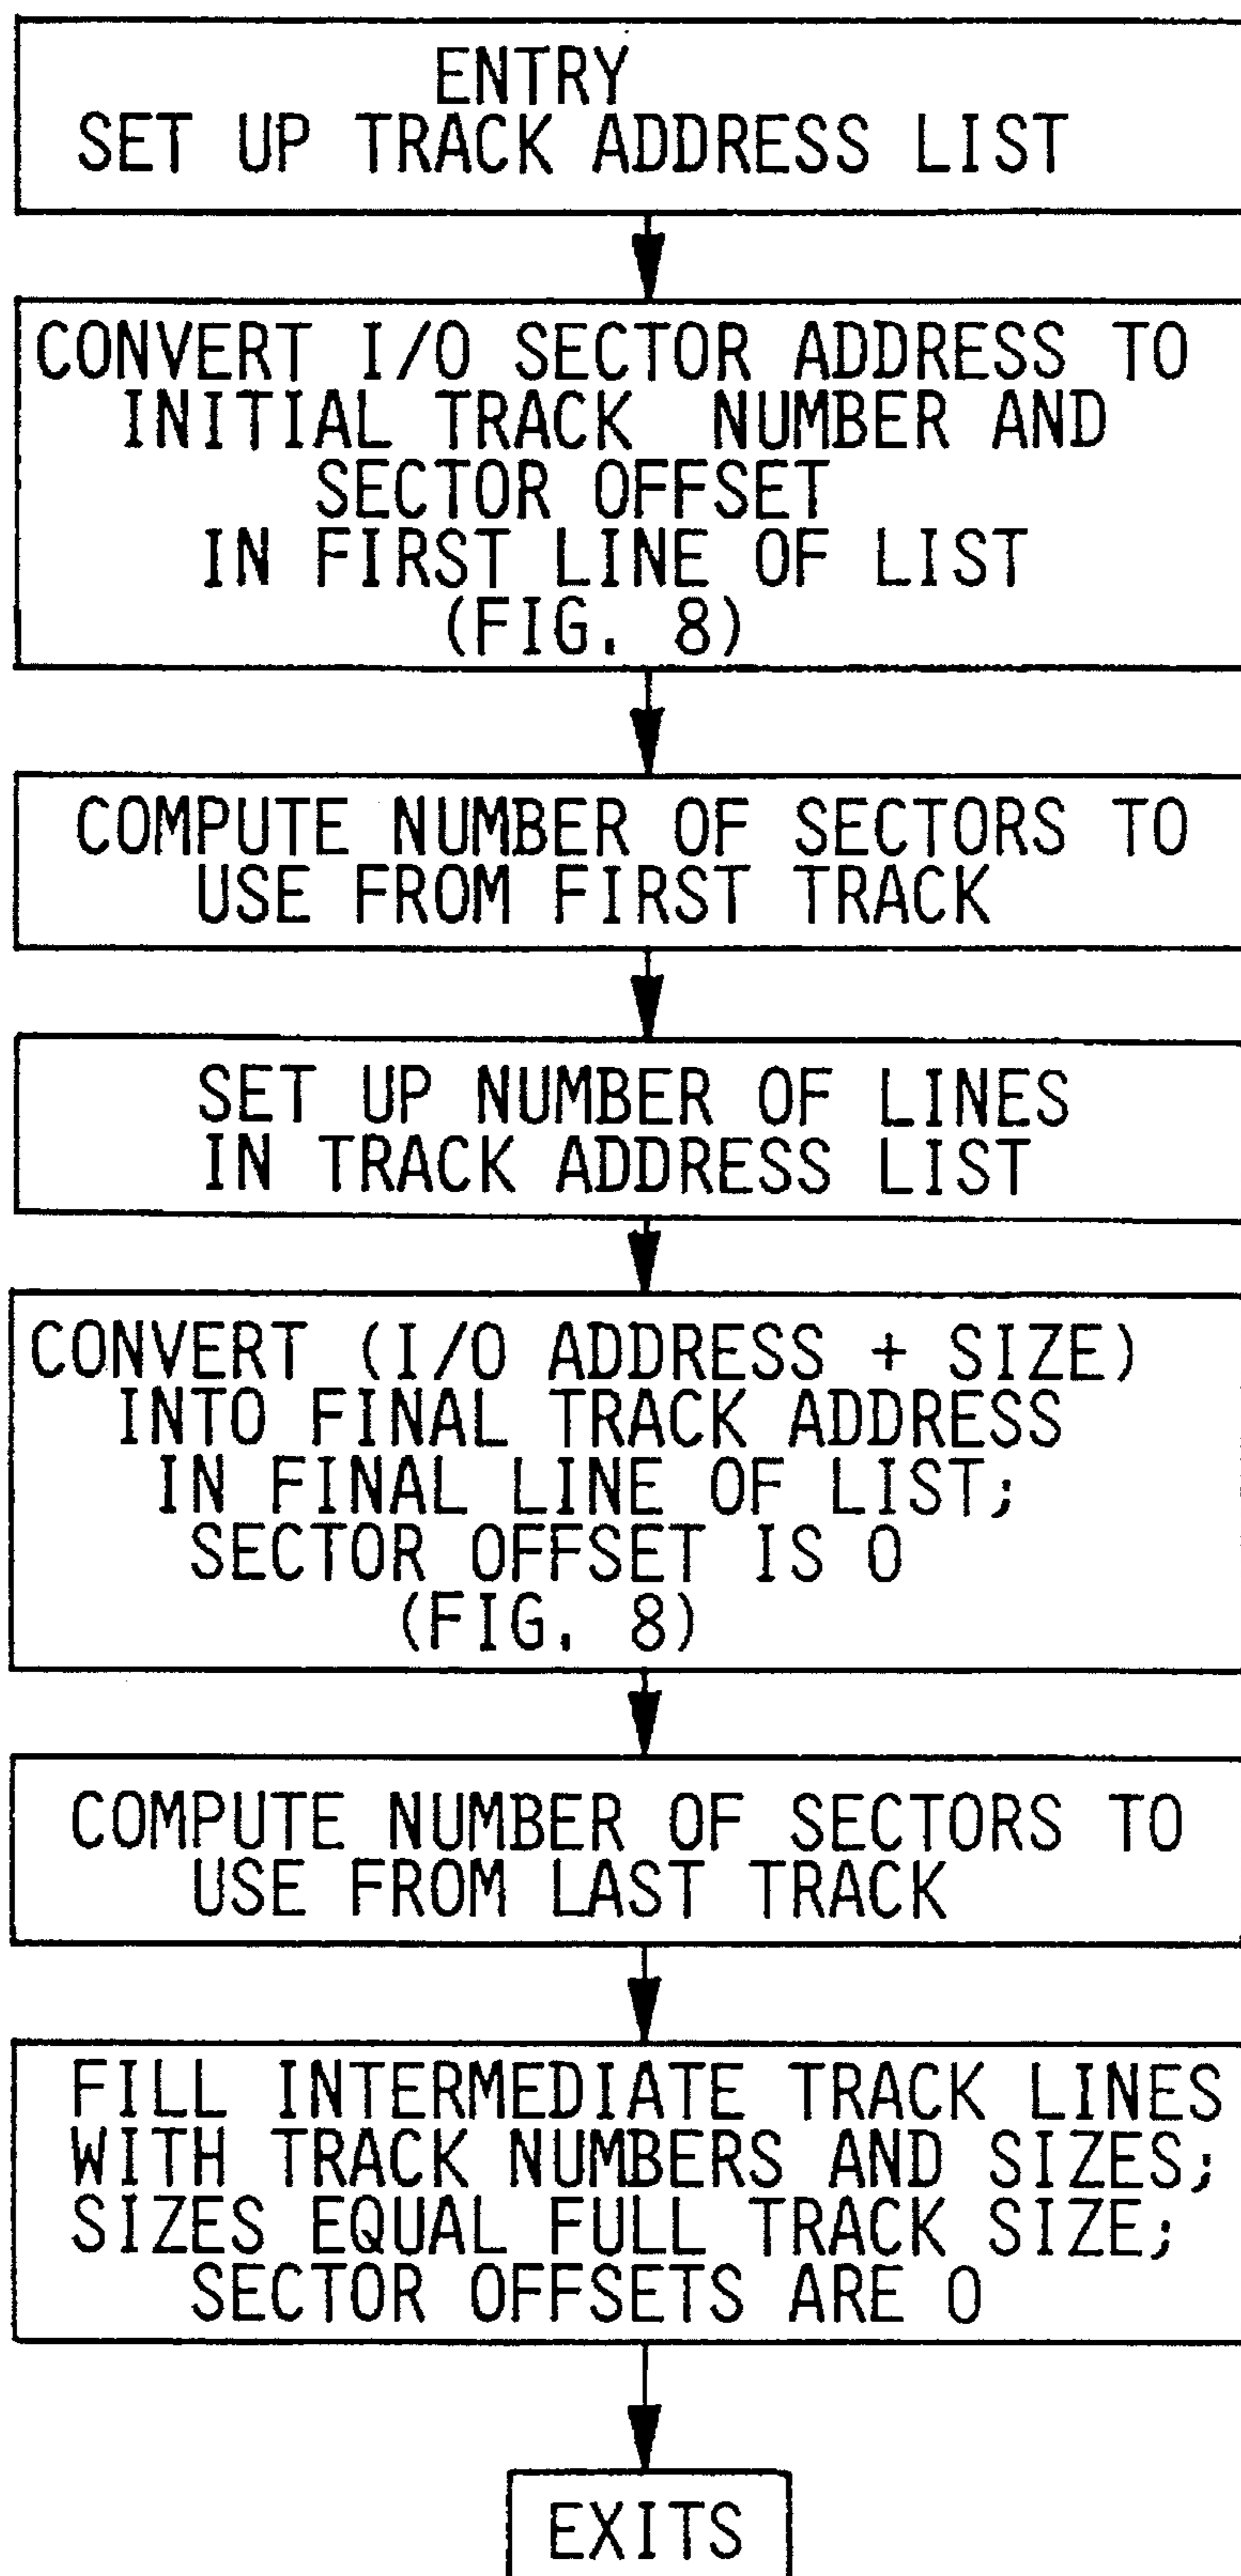 ENTRY
SET UP TRACK ADDRESS LIST
CONVERT I/O SECTOR ADDRESS TO
INITIAL TRACK NUMBER AND
SECTOR OFFSET
IN FIRST LINE OF LIST
(FIG. 8)
COMPUTE NUMBER OF SECTORS TO
USE FROM FIRST TRACK
SET UP NUMBER OF LINES
IN TRACK ADDRESS LIST
CONVERT (I/O ADDRESS + SIZE)
INTO FINAL TRACK ADDRESS
IN FINAL LINE OF LIST;
SECTOR OFFSET IS 0
(FIG. 8)
COMPUTE NUMBER OF SECTORS TO
USE FROM LAST TRACK
FILL INTERMEDIATE TRACK LINES
WITH TRACK NUMBERS AND SIZES;
SIZES EQUAL FULL TRACK SIZE;
SECTOR OFFSETS ARE 0
EXITS